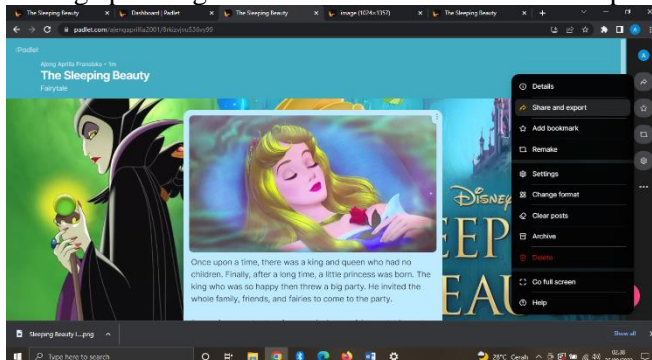 The Sleeping Beauty
Dashboard | Padlet
The Sleeping Beauty
image (1024×1357)
The Sleeping Beauty
padlet.com/ajengaprillia2001/
:Padlet
Ajeng Aprilia Franziska • 1m
The Sleeping Beauty
Fairytale
Details
Share and export
Add bookmark
Remake
Settings
Change format
Clear posts
Archive
Delete
Go full screen
Help
DISNEY
Once upon a time, there was a king and queen who had no
children. Finally, after a long time, a little princess was born. The
king who was so happy then threw a big party. He invited the
whole family, friends, and fairies to come to the party.
Sleeping Beauty I....png
Show all
Type here to search
28°C Cerah
02.38